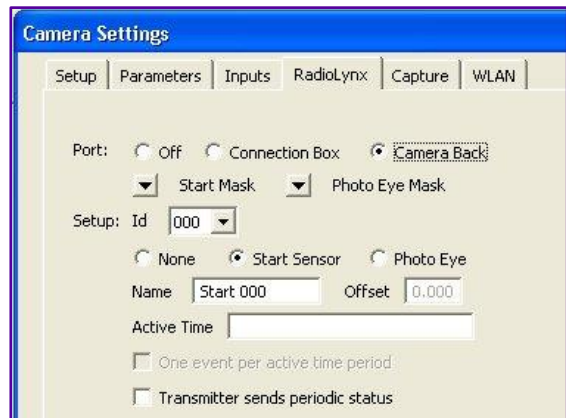 Camera Settings
Setup Parameters Inputs RadioLynx Capture WLAN
Port: Off Connection Box Camera Back
Start Mask Photo Eye Mask
Setup: Id 000
None Start Sensor Photo Eye
Name Start 000 Offset 0.000
Active Time
One event per active time period
Transmitter sends periodic status